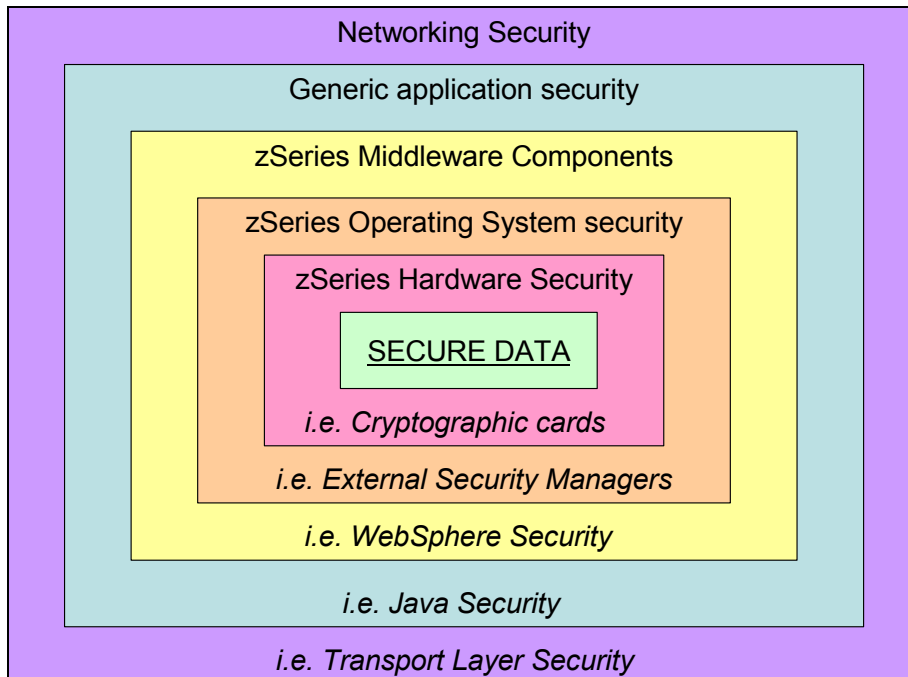 Networking Security
Generic application security
zSeries Middleware Components
zSeries Operating System security
zSeries Hardware Security
SECURE DATA
i.e. Cryptographic cards
i.e. External Security Managers
i.e. WebSphere Security
i.e. Java Security
i.e. Transport Layer Security